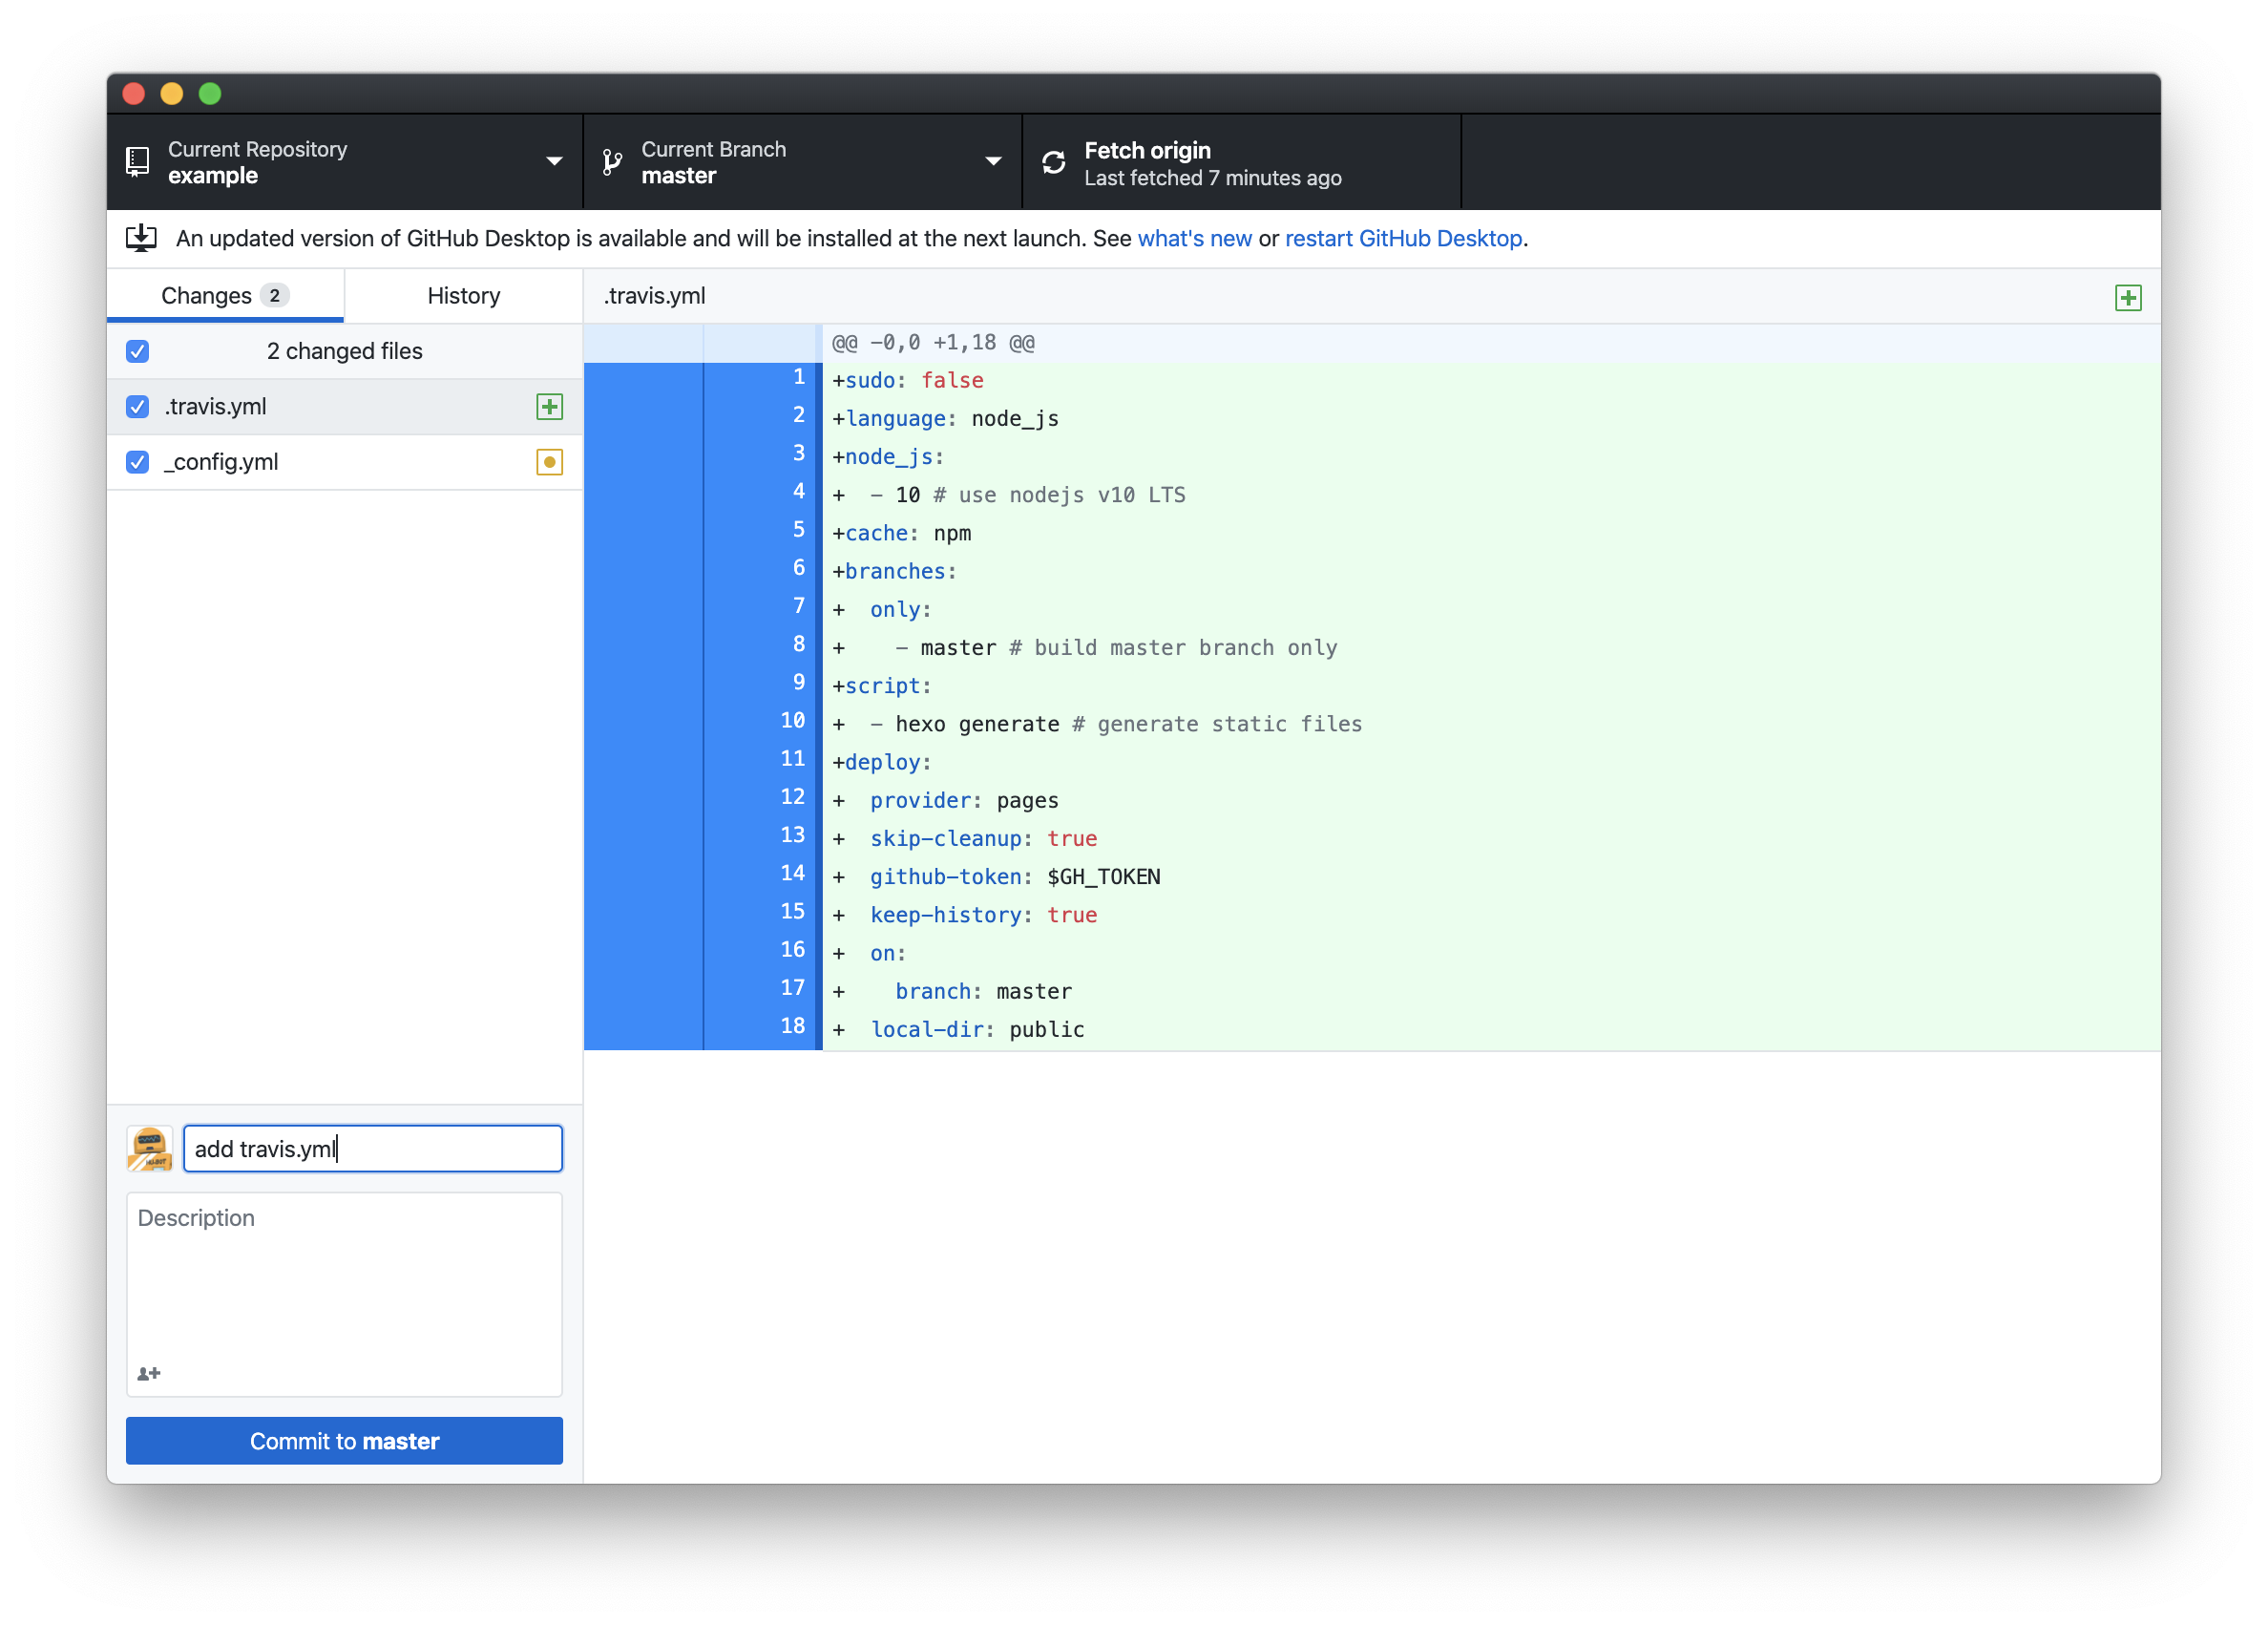 Current Repository
example
Current Branch
master
Fetch origin
Last fetched 7 minutes ago
An updated version of GitHub Desktop is available and will be installed at the next launch. See what's new or restart GitHub Desktop.
Changes 2
History
.travis.yml
2 changed files
.travis.yml
_config.yml
@@ -0,0 +1,18 @@
1 +sudo: false
2 +language: node_js
3 +node_js:
4 +  - 10 # use nodejs v10 LTS
5 +cache: npm
6 +branches:
7 +  only:
8 +    - master # build master branch only
9 +script:
10 +  - hexo generate # generate static files
11 +deploy:
12 +  provider: pages
13 +  skip-cleanup: true
14 +  github-token: $GH_TOKEN
15 +  keep-history: true
16 +  on:
17 +    branch: master
18 +  local-dir: public
add travis.yml
Description
Commit to master